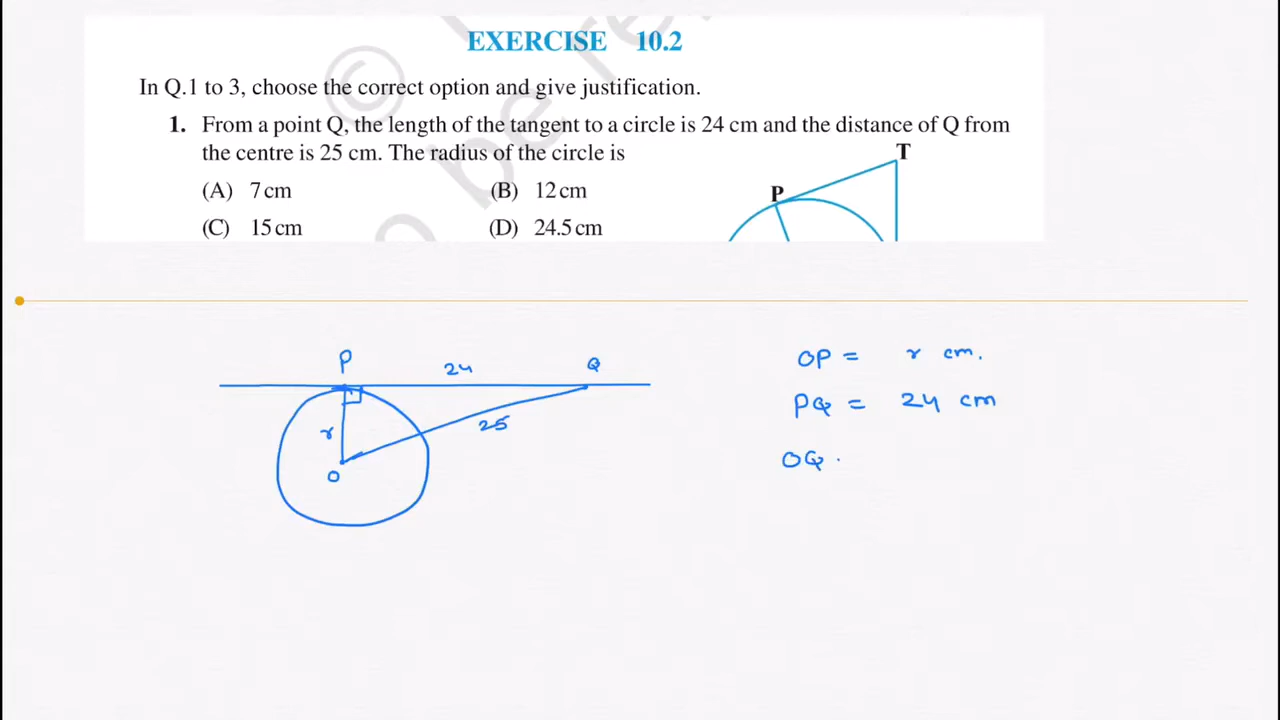 EXERCISE 10.2
In Q.1 to 3, choose the correct option and give justification.
1. From a point Q, the length of the tangent to a circle is 24 cm and the distance of Q from
the centre is 25 cm. The radius of the circle is
(A) 7 cm (B) 12 cm
(C) 15 cm (D) 24.5 cm
T
P
P 24 Q
r 25
O
OP = r cm.
PQ = 24 cm
OQ